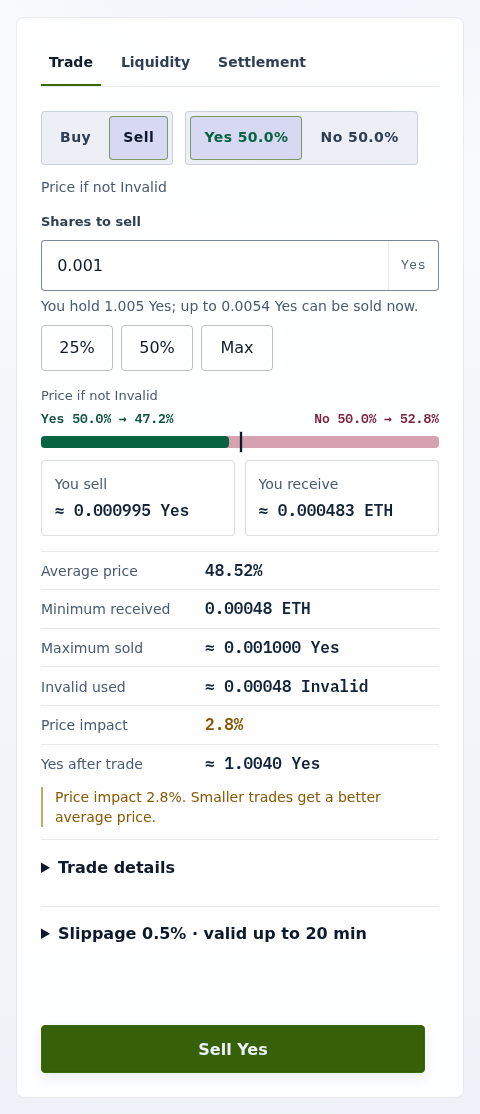 Trade Liquidity Settlement
Buy Sell Yes 50.0% No 50.0%
Price if not Invalid
Shares to sell
0.001 Yes
You hold 1.005 Yes; up to 0.0054 Yes can be sold now.
25% 50% Max
Price if not Invalid
Yes 50.0% → 47.2% No 50.0% → 52.8%
You sell You receive
≈ 0.000995 Yes ≈ 0.000483 ETH
Average price 48.52%
Minimum received 0.00048 ETH
Maximum sold ≈ 0.001000 Yes
Invalid used ≈ 0.00048 Invalid
Price impact 2.8%
Yes after trade ≈ 1.0040 Yes
Price impact 2.8%. Smaller trades get a better
average price.
Trade details
Slippage 0.5% · valid up to 20 min
Sell Yes